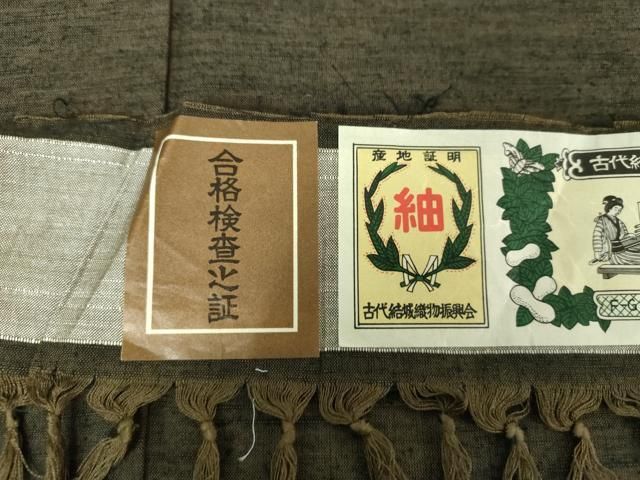 合格検査之証
産地証明
紬
古代結城織物振興会
古代